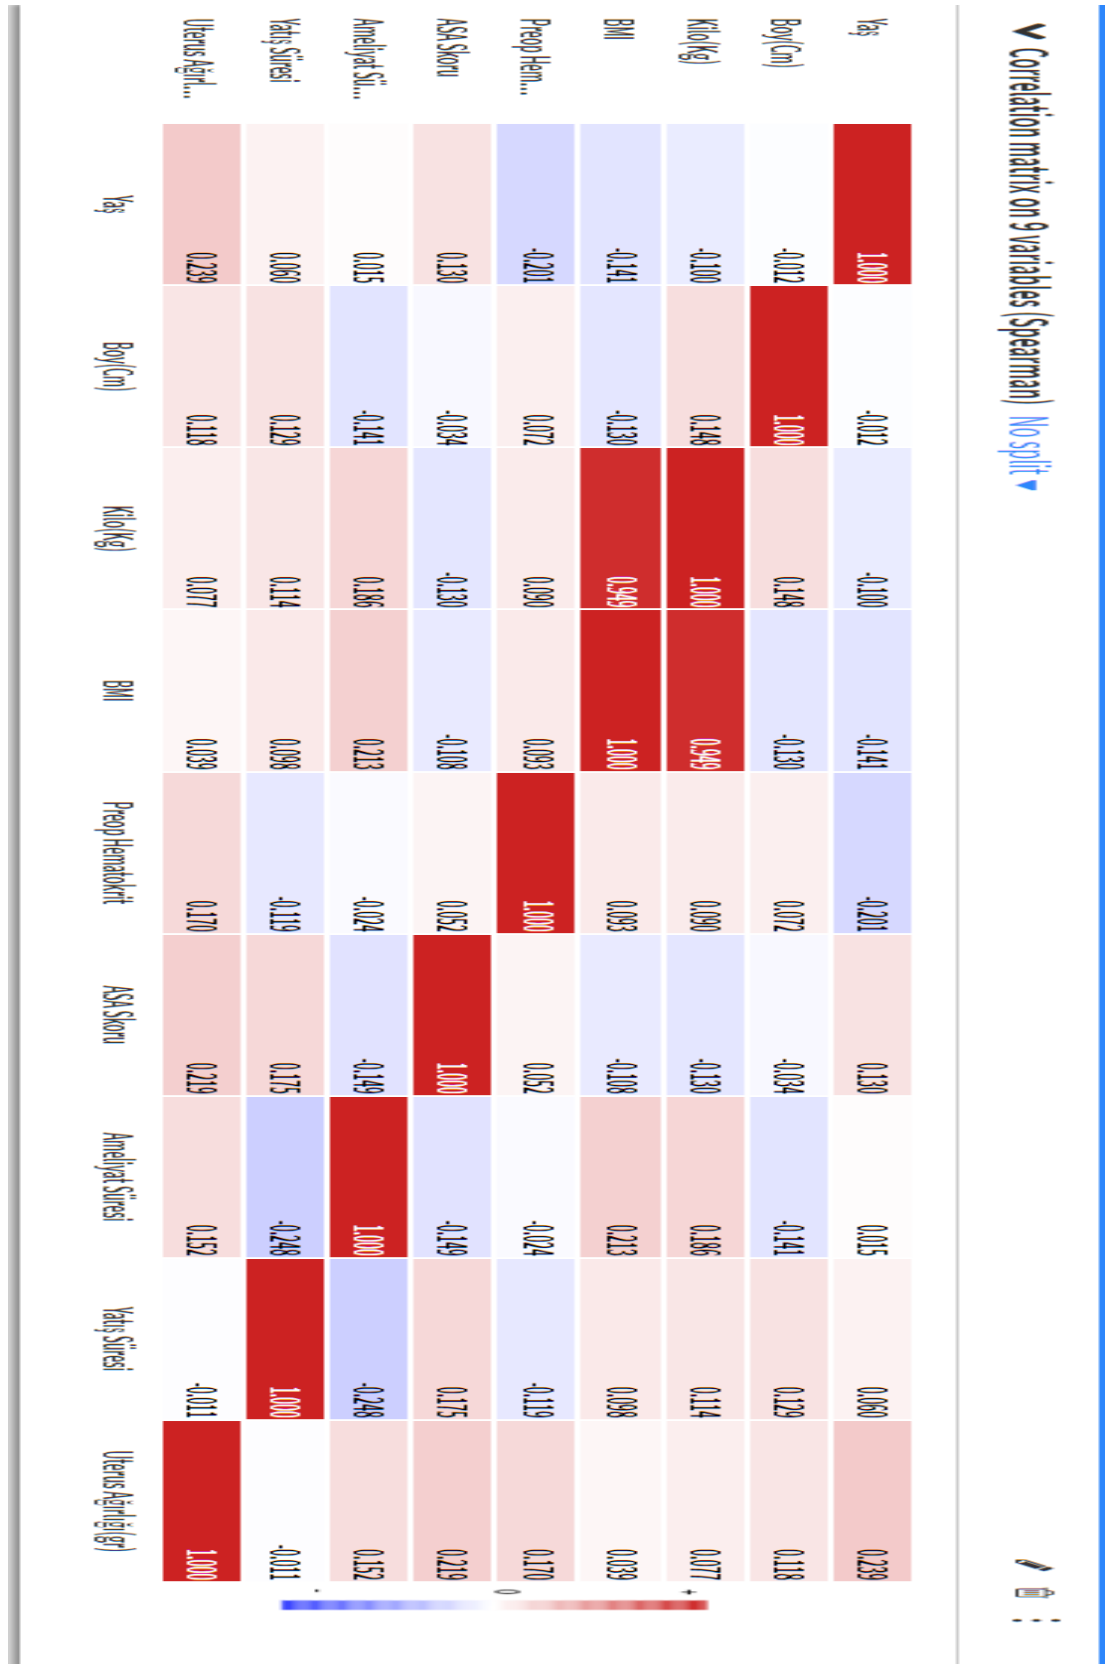 Correlation matrix on 9 variables (Spearman) No split
Yaş 1.000 -0.012 -0.100 -0.141 -0.201 0.130 0.015 0.060 0.239
Boy(Cm) -0.012 1.000 0.148 -0.130 0.072 -0.034 -0.141 0.129 0.118
Kilo(Kg) -0.100 0.148 1.000 0.949 0.090 -0.130 0.186 0.114 0.077
BMI -0.141 -0.130 0.949 1.000 0.093 -0.108 0.213 0.098 0.039
Preop Hem... -0.201 0.072 0.090 0.093 1.000 0.052 -0.024 -0.119 0.170
ASA Skoru 0.130 -0.034 -0.130 -0.108 0.052 1.000 -0.149 0.175 0.219
Ameliyat Sü... 0.015 -0.141 0.186 0.213 -0.024 -0.149 1.000 -0.248 0.152
Yatış Süresi 0.060 0.129 0.114 0.098 -0.119 0.175 -0.248 1.000 -0.011
Uterus Ağırl... 0.239 0.118 0.077 0.039 0.170 0.219 0.152 -0.011 1.000
Yaş Boy(Cm) Kilo(Kg) BMI Preop Hematokrit ASA Skoru Ameliyat Süresi Yatış Süresi Uterus Ağırlığı(gr)
+
0
-